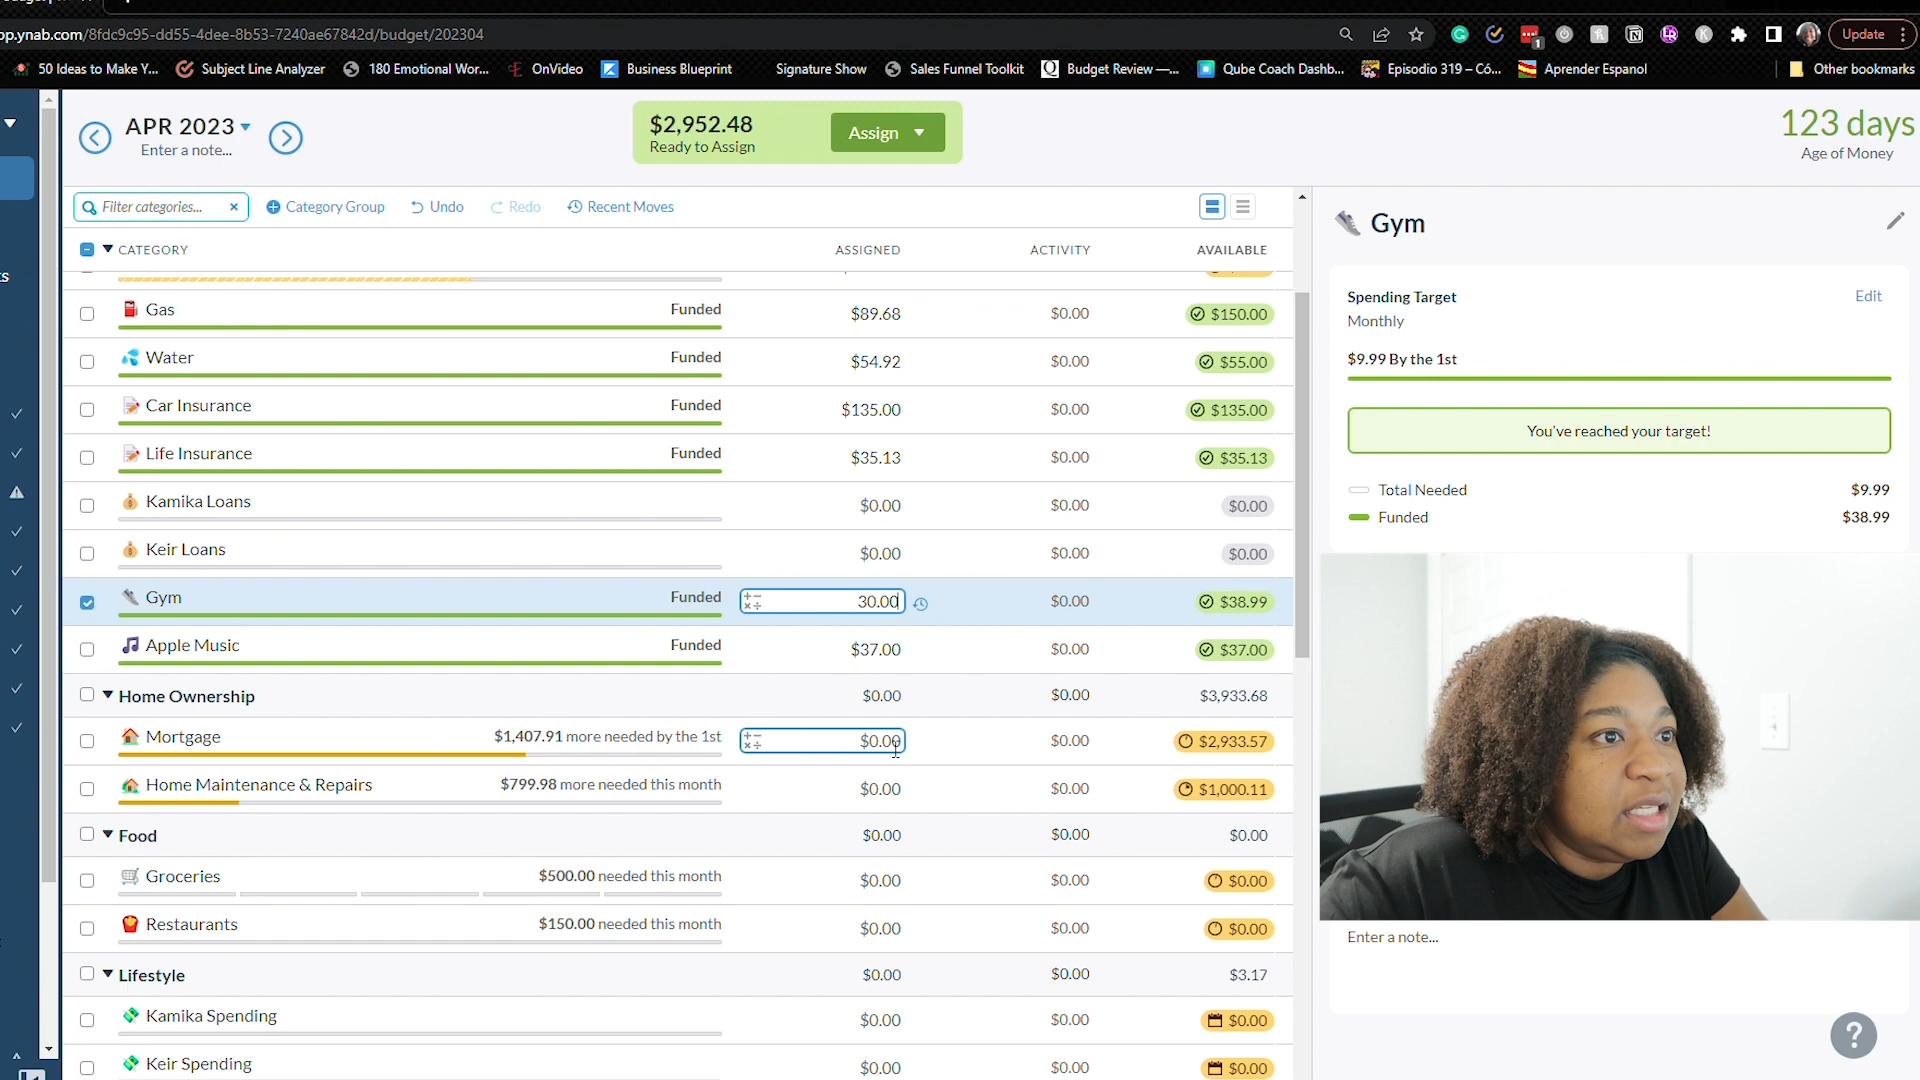 pp.ynab.com/8fdc9c95-dd55-4dee-8b53-7240ae67842d/budget/202304
1
Update
50 Ideas to Make Y...
Subject Line Analyzer
180 Emotional Wor...
OnVideo
Business Blueprint
Signature Show
Sales Funnel Toolkit
Budget Review —...
Qube Coach Dashb...
Episodio 319 – Có...
Aprender Espanol
Other bookmarks
APR 2023
Enter a note...
$2,952.48
Ready to Assign
Assign
123 days
Age of Money
Filter categories...
Category Group
Undo
Redo
Recent Moves
CATEGORY ASSIGNED ACTIVITY AVAILABLE
Gas Funded $89.68 $0.00 $150.00
Water Funded $54.92 $0.00 $55.00
Car Insurance Funded $135.00 $0.00 $135.00
Life Insurance Funded $35.13 $0.00 $35.13
Kamika Loans $0.00 $0.00 $0.00
Keir Loans $0.00 $0.00 $0.00
Gym Funded 30.00 $0.00 $38.99
Apple Music Funded $37.00 $0.00 $37.00
Home Ownership $0.00 $0.00 $3,933.68
Mortgage $1,407.91 more needed by the 1st $0.00 $0.00 $2,933.57
Home Maintenance & Repairs $799.98 more needed this month $0.00 $0.00 $1,000.11
Food $0.00 $0.00 $0.00
Groceries $500.00 needed this month $0.00 $0.00 $0.00
Restaurants $150.00 needed this month $0.00 $0.00 $0.00
Lifestyle $0.00 $0.00 $3.17
Kamika Spending $0.00 $0.00 $0.00
Keir Spending $0.00 $0.00 $0.00
Gym
Spending Target
Edit
Monthly
$9.99 By the 1st
You've reached your target!
Total Needed $9.99
Funded $38.99
Enter a note...
?